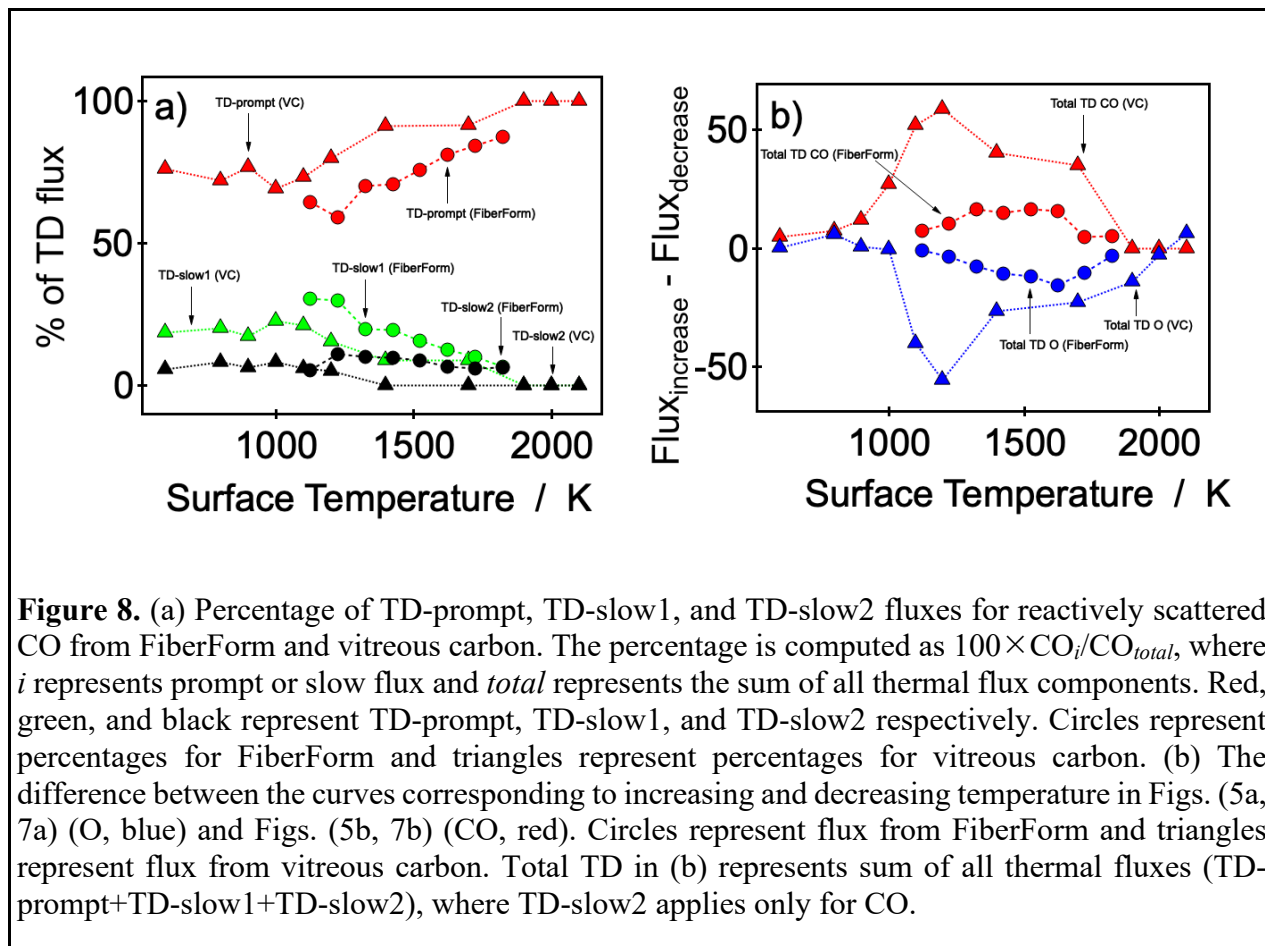 a)
TD-prompt (VC)
TD-prompt (FiberForm)
TD-slow1 (VC)
TD-slow1 (FiberForm)
TD-slow2 (FiberForm)
TD-slow2 (VC)
100
50
0
% of TD flux
1000 1500 2000
Surface Temperature / K
b)
Total TD CO (VC)
Total TD CO (FiberForm)
Total TD O (VC)
Total TD O (FiberForm)
50
0
-50
Flux_increase - Flux_decrease
1000 1500 2000
Surface Temperature / K
Figure 8. (a) Percentage of TD-prompt, TD-slow1, and TD-slow2 fluxes for reactively scattered
CO from FiberForm and vitreous carbon. The percentage is computed as 100×CO_i/CO_total, where
i represents prompt or slow flux and total represents the sum of all thermal flux components. Red,
green, and black represent TD-prompt, TD-slow1, and TD-slow2 respectively. Circles represent
percentages for FiberForm and triangles represent percentages for vitreous carbon. (b) The
difference between the curves corresponding to increasing and decreasing temperature in Figs. (5a,
7a) (O, blue) and Figs. (5b, 7b) (CO, red). Circles represent flux from FiberForm and triangles
represent flux from vitreous carbon. Total TD in (b) represents sum of all thermal fluxes (TD-
prompt+TD-slow1+TD-slow2), where TD-slow2 applies only for CO.